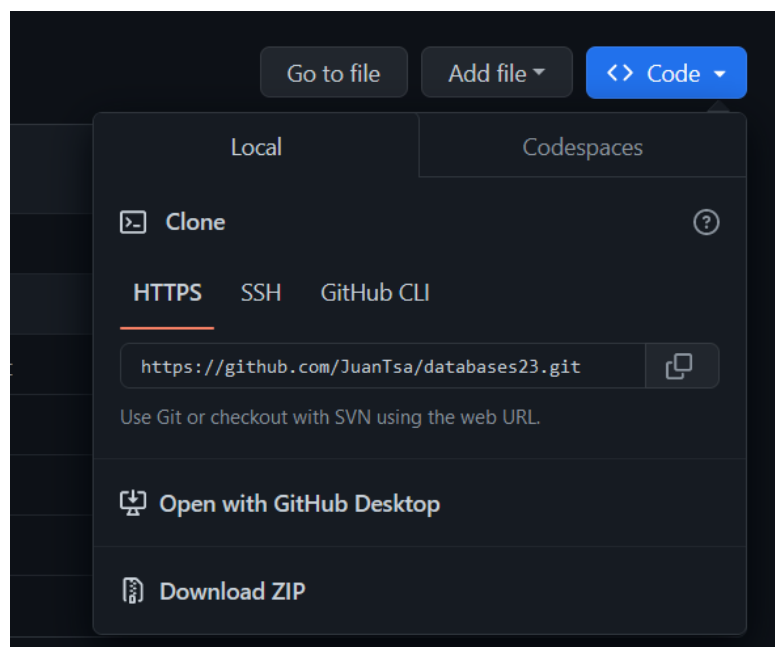 Go to file Add file <> Code
Local Codespaces
Clone
HTTPS SSH GitHub CLI
https://github.com/JuanTsa/databases23.git
Use Git or checkout with SVN using the web URL.
Open with GitHub Desktop
Download ZIP